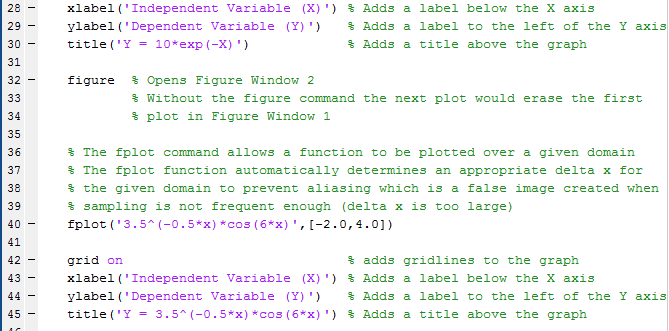 28 - xlabel('Independent Variable (X)') % Adds a label below the X axis
29 - ylabel('Dependent Variable (Y)') % Adds a label to the left of the Y axis
30 - title('Y = 10*exp(-X)') % Adds a title above the graph
31
32 - figure % Opens Figure Window 2
33 % Without the figure command the next plot would erase the first
34 % plot in Figure Window 1
35
36 % The fplot command allows a function to be plotted over a given domain
37 % The fplot function automatically determines an appropriate delta x for
38 % the given domain to prevent aliasing which is a false image created when
39 % sampling is not frequent enough (delta x is too large)
40 - fplot('3.5^(-0.5*x)*cos(6*x)',[-2.0,4.0])
41
42 - grid on % adds gridlines to the graph
43 - xlabel('Independent Variable (X)') % Adds a label below the X axis
44 - ylabel('Dependent Variable (Y)') % Adds a label to the left of the Y axis
45 - title('Y = 3.5^(-0.5*x)*cos(6*x)') % Adds a title above the graph